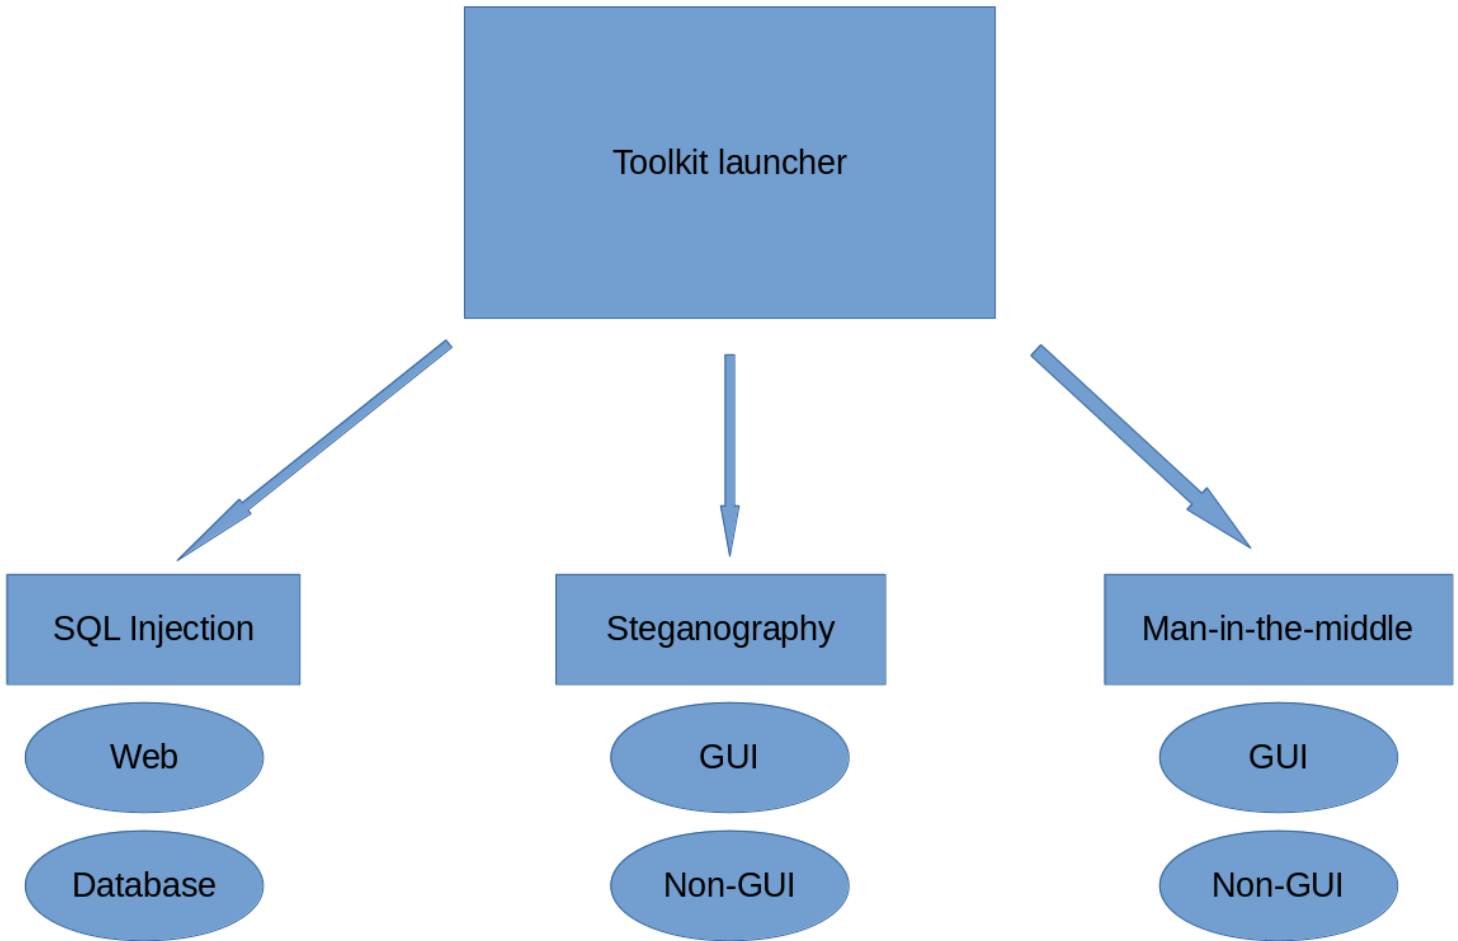 Toolkit launcher
SQL Injection
Steganography
Man-in-the-middle
Web
GUI
GUI
Database
Non-GUI
Non-GUI